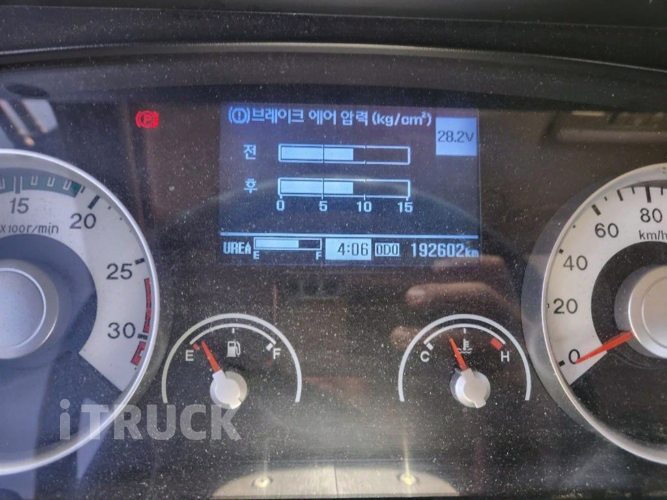 (P)
(!)브레이크 에어 압력 (kg/cm²)
28.2V
전
후
0 5 10 15
UREA E F 4:06 ODO 192602km
15 20 25 30
X100r/min
0 20 40 60 80
km/h
E F
C H
iTRUCK